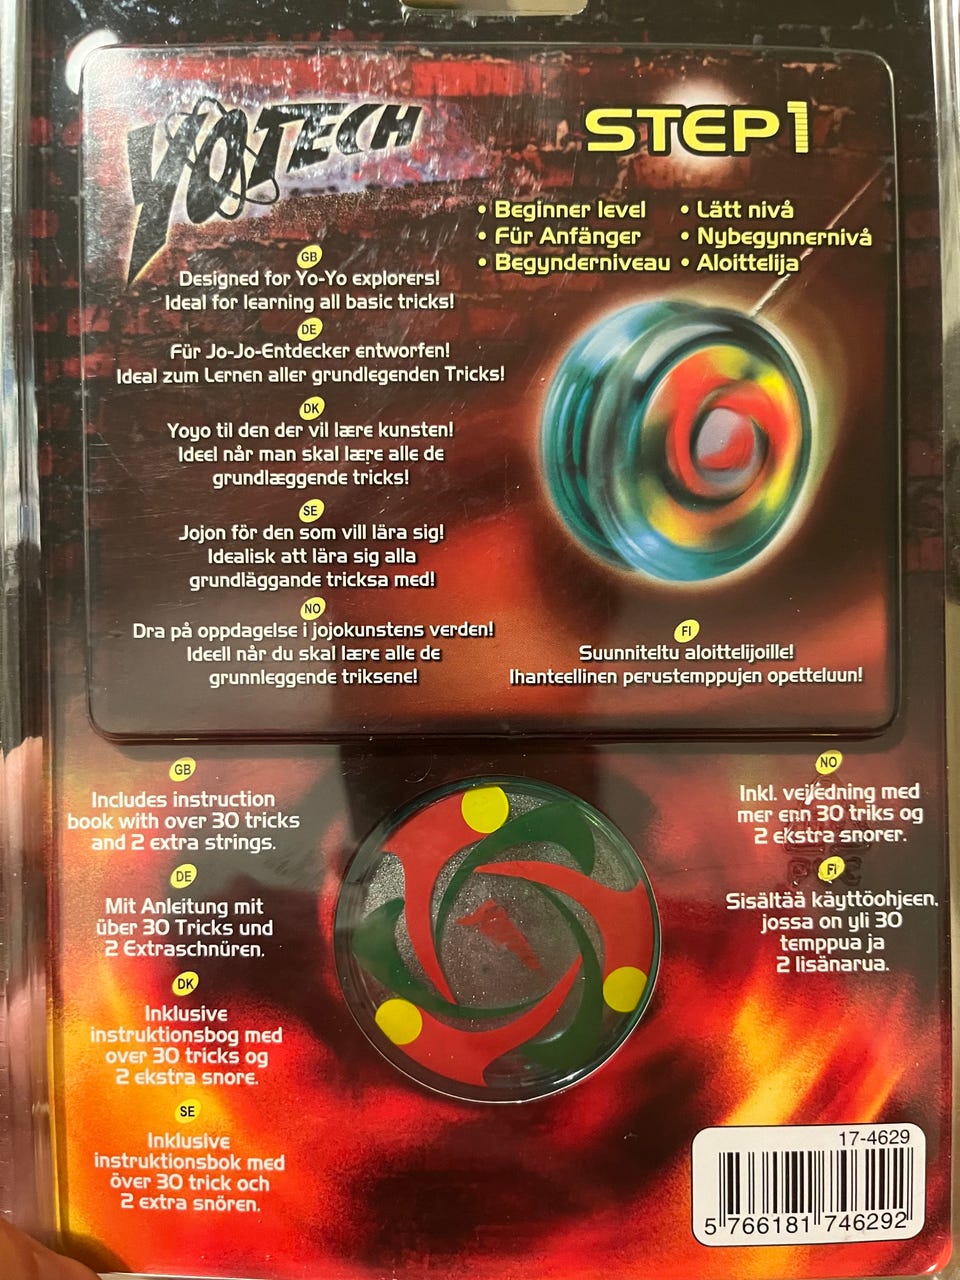 YOTECH
STEP1
• Beginner level
• Für Anfänger
• Begynderniveau
• Lätt nivå
• Nybegynnernivå
• Aloittelija
GB
Designed for Yo-Yo explorers!
Ideal for learning all basic tricks!
DE
Für Jo-Jo-Entdecker entworfen!
Ideal zum Lernen aller grundlegenden Tricks!
DK
Yoyo til den der vil lære kunsten!
Ideel når man skal lære alle de
grundlæggende tricks!
SE
Jojon för den som vill lära sig!
Idealisk att lära sig alla
grundläggande tricksa med!
NO
Dra på oppdagelse i jojokunstens verden!
Ideell når du skal lære alle de
grunnleggende triksene!
FI
Suunniteltu aloittelijoille!
Ihanteellinen perustemppujen opetteluun!
GB
Includes instruction
book with over 30 tricks
and 2 extra strings.
DE
Mit Anleitung mit
über 30 Tricks und
2 Extraschnüren.
DK
Inklusive
instruktionsbog med
over 30 tricks og
2 ekstra snore.
SE
Inklusive
instruktionsbok med
över 30 trick och
2 extra snören.
NO
Inkl. vejledning med
mer enn 30 triks og
2 ekstra snorer.
FI
Sisältää käyttöohjeen,
jossa on yli 30
temppua ja
2 lisänarua.
17-4629
5 766181 746292